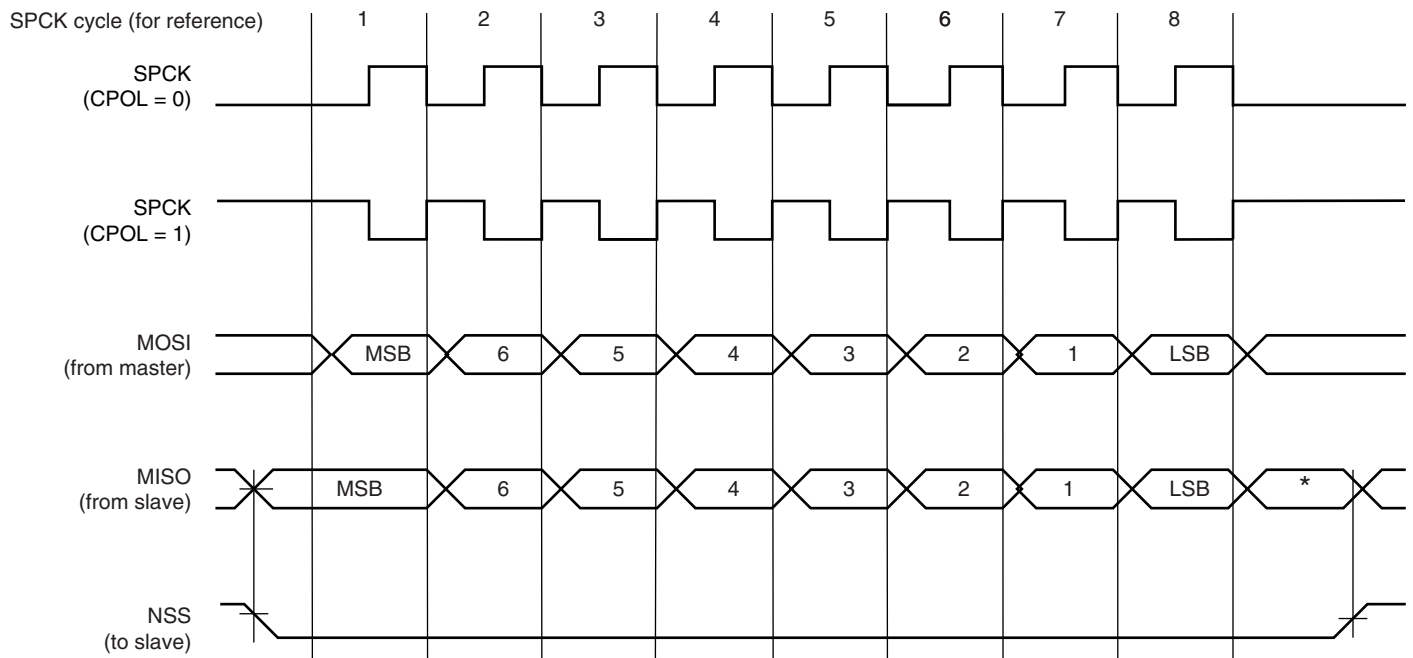 SPCK cycle (for reference) 1 2 3 4 5 6 7 8
SPCK
(CPOL = 0)
SPCK
(CPOL = 1)
MOSI
(from master)
MSB 6 5 4 3 2 1 LSB
MISO
(from slave)
MSB 6 5 4 3 2 1 LSB *
NSS
(to slave)